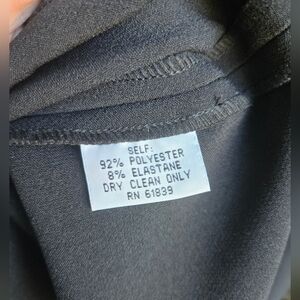 SELF:
92% POLYESTER
8% ELASTANE
DRY CLEAN ONLY
RN 61839